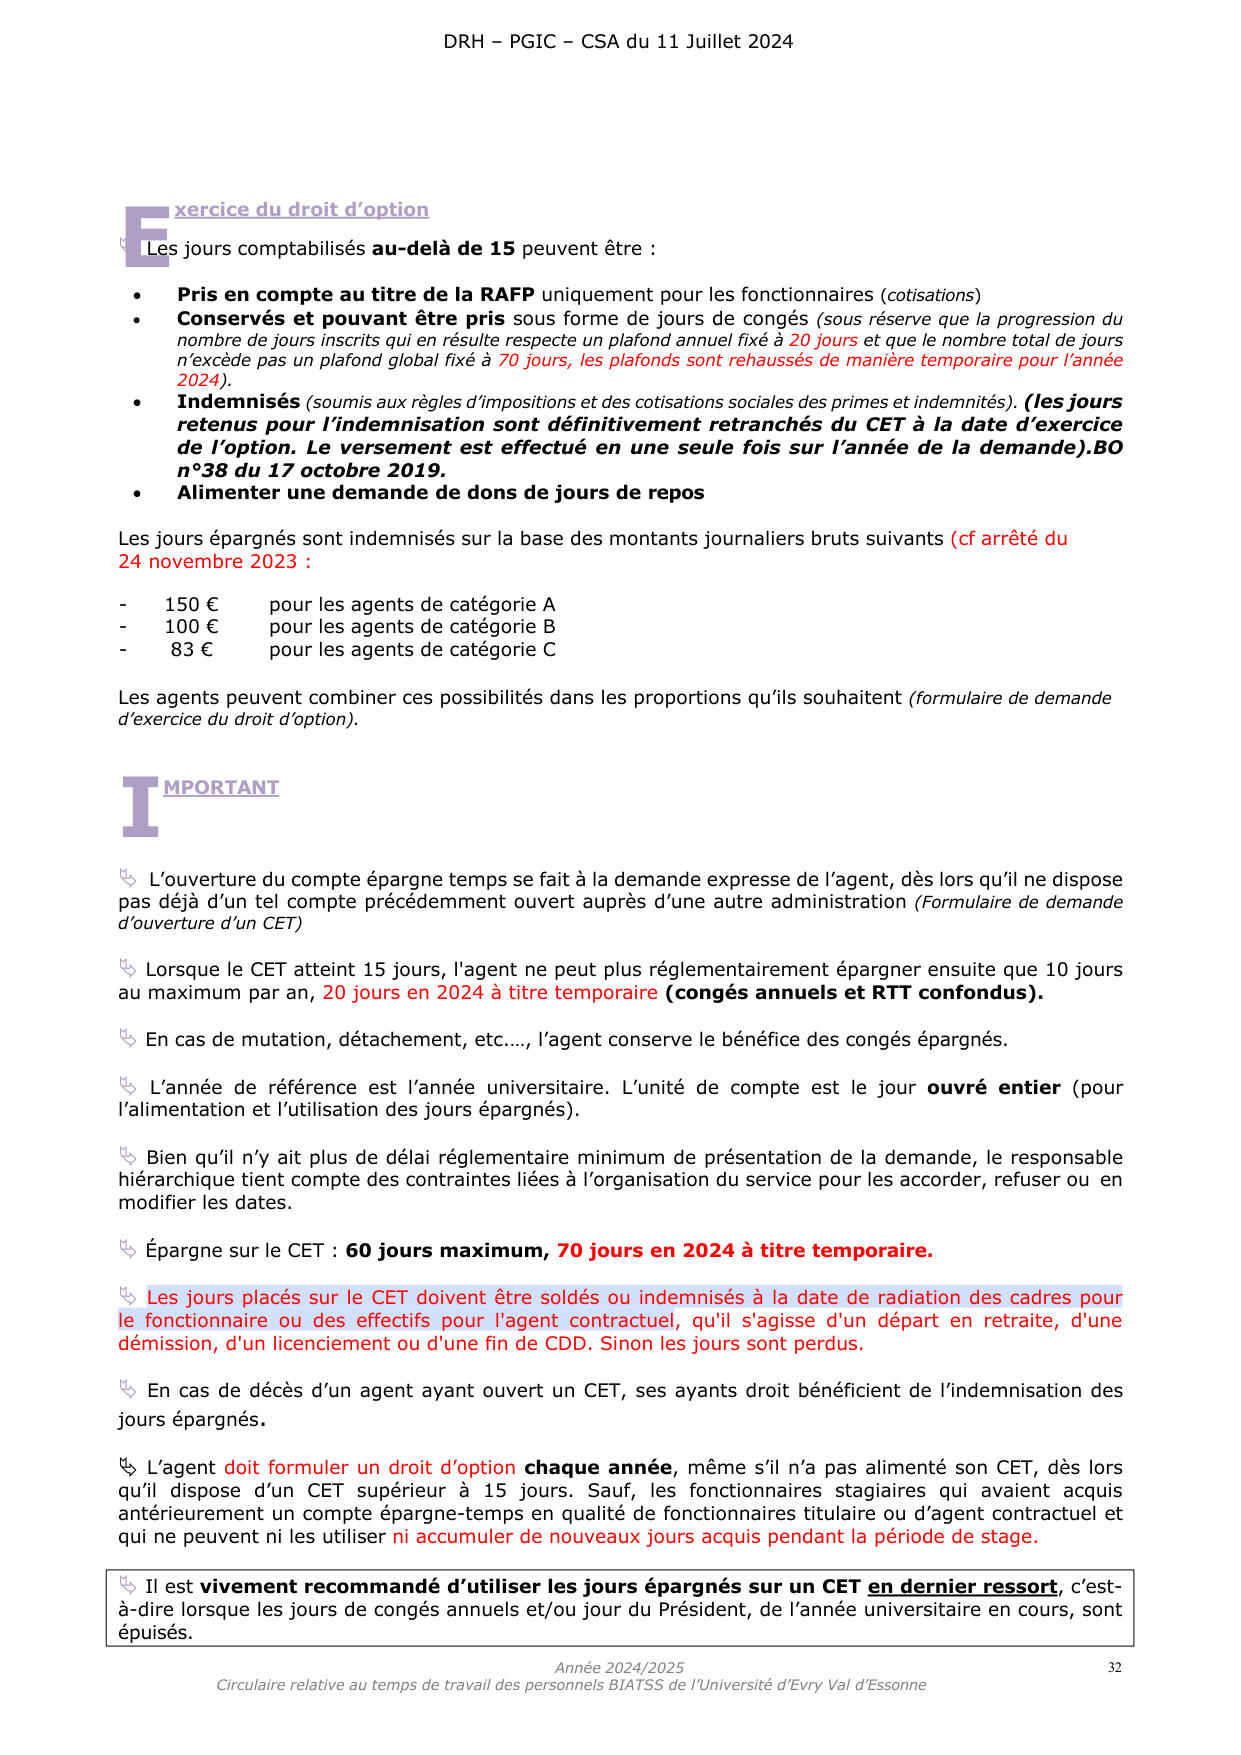 DRH – PGIC – CSA du 11 Juillet 2024
Exercice du droit d’option
Les jours comptabilisés au-delà de 15 peuvent être :
• Pris en compte au titre de la RAFP uniquement pour les fonctionnaires (cotisations)
• Conservés et pouvant être pris sous forme de jours de congés (sous réserve que la progression du
nombre de jours inscrits qui en résulte respecte un plafond annuel fixé à 20 jours et que le nombre total de jours
n’excède pas un plafond global fixé à 70 jours, les plafonds sont rehaussés de manière temporaire pour l’année
2024).
• Indemnisés (soumis aux règles d’impositions et des cotisations sociales des primes et indemnités). (les jours
retenus pour l’indemnisation sont définitivement retranchés du CET à la date d’exercice
de l’option. Le versement est effectué en une seule fois sur l’année de la demande).BO
n°38 du 17 octobre 2019.
• Alimenter une demande de dons de jours de repos
Les jours épargnés sont indemnisés sur la base des montants journaliers bruts suivants (cf arrêté du
24 novembre 2023 :
- 150 € pour les agents de catégorie A
- 100 € pour les agents de catégorie B
- 83 € pour les agents de catégorie C
Les agents peuvent combiner ces possibilités dans les proportions qu’ils souhaitent (formulaire de demande
d’exercice du droit d’option).
IMPORTANT
L’ouverture du compte épargne temps se fait à la demande expresse de l’agent, dès lors qu’il ne dispose
pas déjà d’un tel compte précédemment ouvert auprès d’une autre administration (Formulaire de demande
d’ouverture d’un CET)
Lorsque le CET atteint 15 jours, l'agent ne peut plus réglementairement épargner ensuite que 10 jours
au maximum par an, 20 jours en 2024 à titre temporaire (congés annuels et RTT confondus).
En cas de mutation, détachement, etc.…, l’agent conserve le bénéfice des congés épargnés.
L’année de référence est l’année universitaire. L’unité de compte est le jour ouvré entier (pour
l’alimentation et l’utilisation des jours épargnés).
Bien qu’il n’y ait plus de délai réglementaire minimum de présentation de la demande, le responsable
hiérarchique tient compte des contraintes liées à l’organisation du service pour les accorder, refuser ou en
modifier les dates.
Épargne sur le CET : 60 jours maximum, 70 jours en 2024 à titre temporaire.
Les jours placés sur le CET doivent être soldés ou indemnisés à la date de radiation des cadres pour
le fonctionnaire ou des effectifs pour l'agent contractuel, qu'il s'agisse d'un départ en retraite, d'une
démission, d'un licenciement ou d'une fin de CDD. Sinon les jours sont perdus.
En cas de décès d’un agent ayant ouvert un CET, ses ayants droit bénéficient de l’indemnisation des
jours épargnés.
L’agent doit formuler un droit d’option chaque année, même s’il n’a pas alimenté son CET, dès lors
qu’il dispose d’un CET supérieur à 15 jours. Sauf, les fonctionnaires stagiaires qui avaient acquis
antérieurement un compte épargne-temps en qualité de fonctionnaires titulaire ou d’agent contractuel et
qui ne peuvent ni les utiliser ni accumuler de nouveaux jours acquis pendant la période de stage.
Il est vivement recommandé d’utiliser les jours épargnés sur un CET en dernier ressort, c’est-
à-dire lorsque les jours de congés annuels et/ou jour du Président, de l’année universitaire en cours, sont
épuisés.
Année 2024/2025 32
Circulaire relative au temps de travail des personnels BIATSS de l’Université d’Evry Val d’Essonne